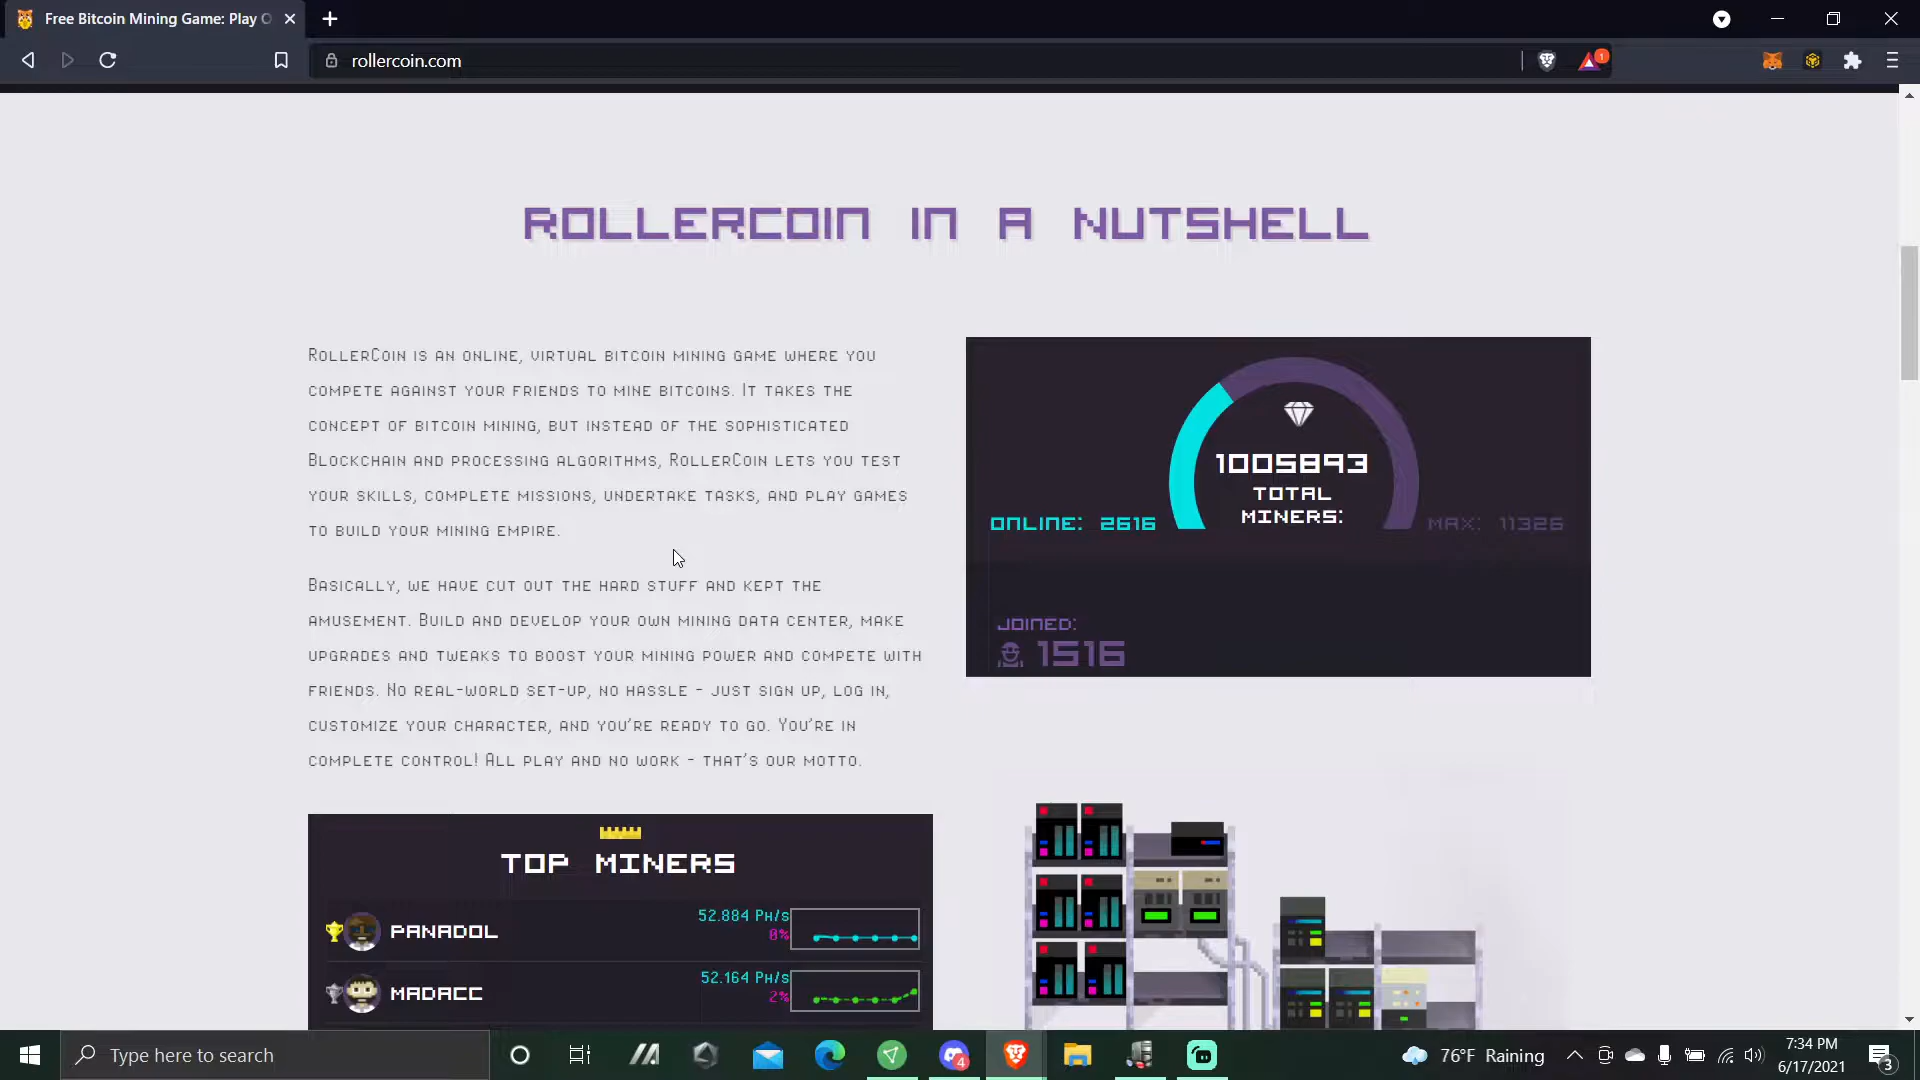 Free Bitcoin Mining Game: Play O
rollercoin.com
1
ROLLERCOIN IN A NUTSHELL
RollerCoin is an online, virtual bitcoin mining game where you
compete against your friends to mine bitcoins. It takes the
concept of bitcoin mining, but instead of the sophisticated
Blockchain and processing algorithms, RollerCoin lets you test
your skills, complete missions, undertake tasks, and play games
to build your mining empire.
Basically, we have cut out the hard stuff and kept the
amusement. Build and develop your own mining data center, make
upgrades and tweaks to boost your mining power and compete with
friends. No real-world set-up, no hassle - just sign up, log in,
customize your character, and you're ready to go. You're in
complete control! All play and no work - that's our motto.
1005893
TOTAL
MINERS:
ONLINE: 2616
MAX: 11326
JOINED:
1516
TOP MINERS
PANADOL
52.884 Ph/s
8%
MADACC
52.164 Ph/s
2%
Type here to search
4
76°F Raining
7:34 PM
6/17/2021
3